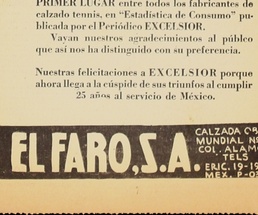 PRIMER LUGAR entre todos los fabricantes de
calzado tennis, en "Estadística de Consumo" pu-
blicada por el Periódico EXCELSIOR.
Vayan nuestros agradecimientos al públco
que así nos ha distinguido con su preferencia.
Nuestras felicitaciones a EXCELSIOR porque
ahora llega a la cúspide de sus triunfos al cumplir
25 años al servicio de México.
EL FARO, S.A.
CALZADA OB
MUNDIAL N
COL. ALAM
TELS
ERIC. 19-19
MEX. P-03